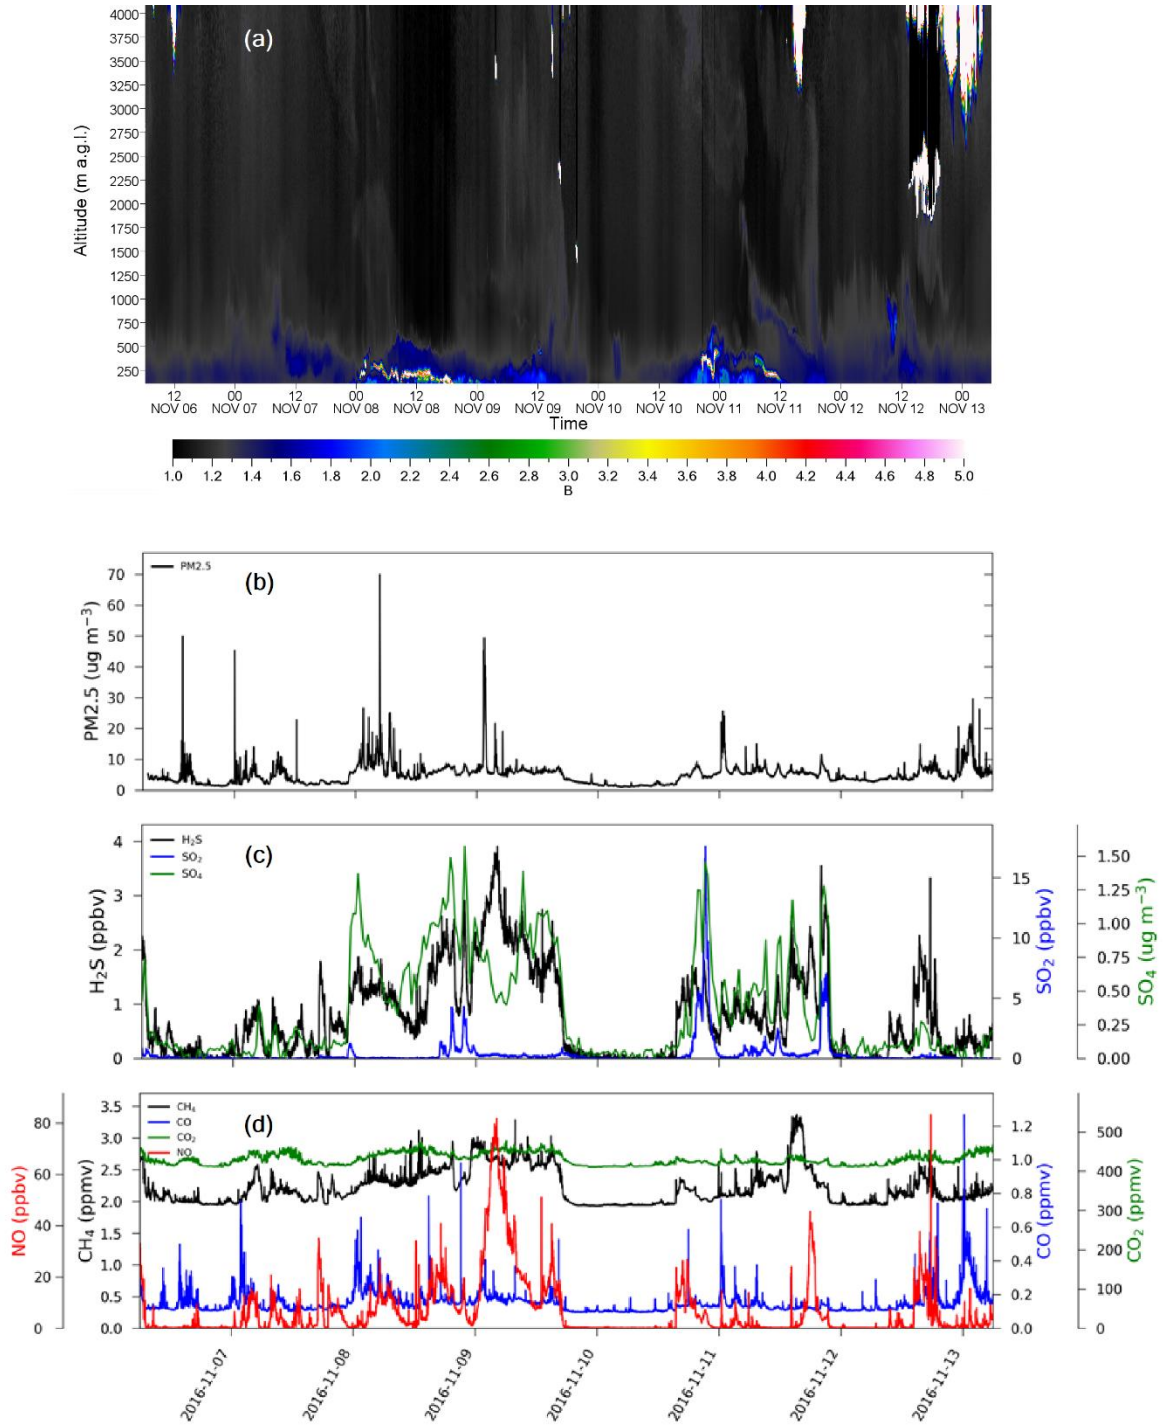 (a)
4000
3750
3500
3250
3000
2750
2500
2250
2000
1750
1500
1250
1000
750
500
250
Altitude (m a.g.l.)
12 00 12 00 12 00 12 00 12 00 12 00 12 00
NOV 06 NOV 07 NOV 07 NOV 08 NOV 08 NOV 09 NOV 09 NOV 10 NOV 10 NOV 11 NOV 11 NOV 12 NOV 12 NOV 13
Time
1.0 1.2 1.4 1.6 1.8 2.0 2.2 2.4 2.6 2.8 3.0 3.2 3.4 3.6 3.8 4.0 4.2 4.4 4.6 4.8 5.0
B
PM2.5
(b)
70
60
50
40
30
20
10
0
PM2.5 (ug m⁻³)
H₂S
SO₂
SO₄
(c)
4
3
2
1
0
H₂S (ppbv)
15
10
5
0
SO₂ (ppbv)
1.50
1.25
1.00
0.75
0.50
0.25
0.00
SO₄ (ug m⁻³)
CH₄
CO
CO₂
NO
(d)
80
60
40
20
0
NO (ppbv)
3.5
3.0
2.5
2.0
1.5
1.0
0.5
0.0
CH₄ (ppmv)
1.2
1.0
0.8
0.6
0.4
0.2
0.0
CO (ppmv)
500
400
300
200
100
0
CO₂ (ppmv)
2016-11-07
2016-11-08
2016-11-09
2016-11-10
2016-11-11
2016-11-12
2016-11-13